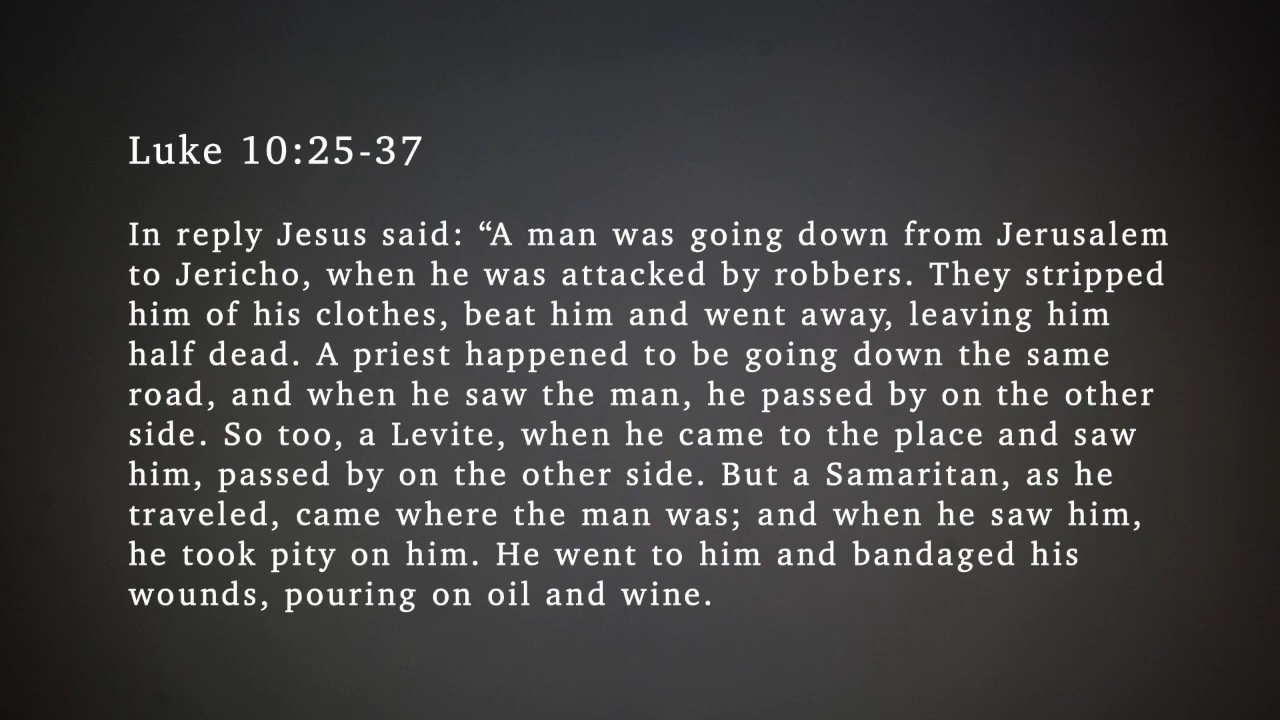 Luke 10:25-37
In reply Jesus said: “A man was going down from Jerusalem
to Jericho, when he was attacked by robbers. They stripped
him of his clothes, beat him and went away, leaving him
half dead. A priest happened to be going down the same
road, and when he saw the man, he passed by on the other
side. So too, a Levite, when he came to the place and saw
him, passed by on the other side. But a Samaritan, as he
traveled, came where the man was; and when he saw him,
he took pity on him. He went to him and bandaged his
wounds, pouring on oil and wine.